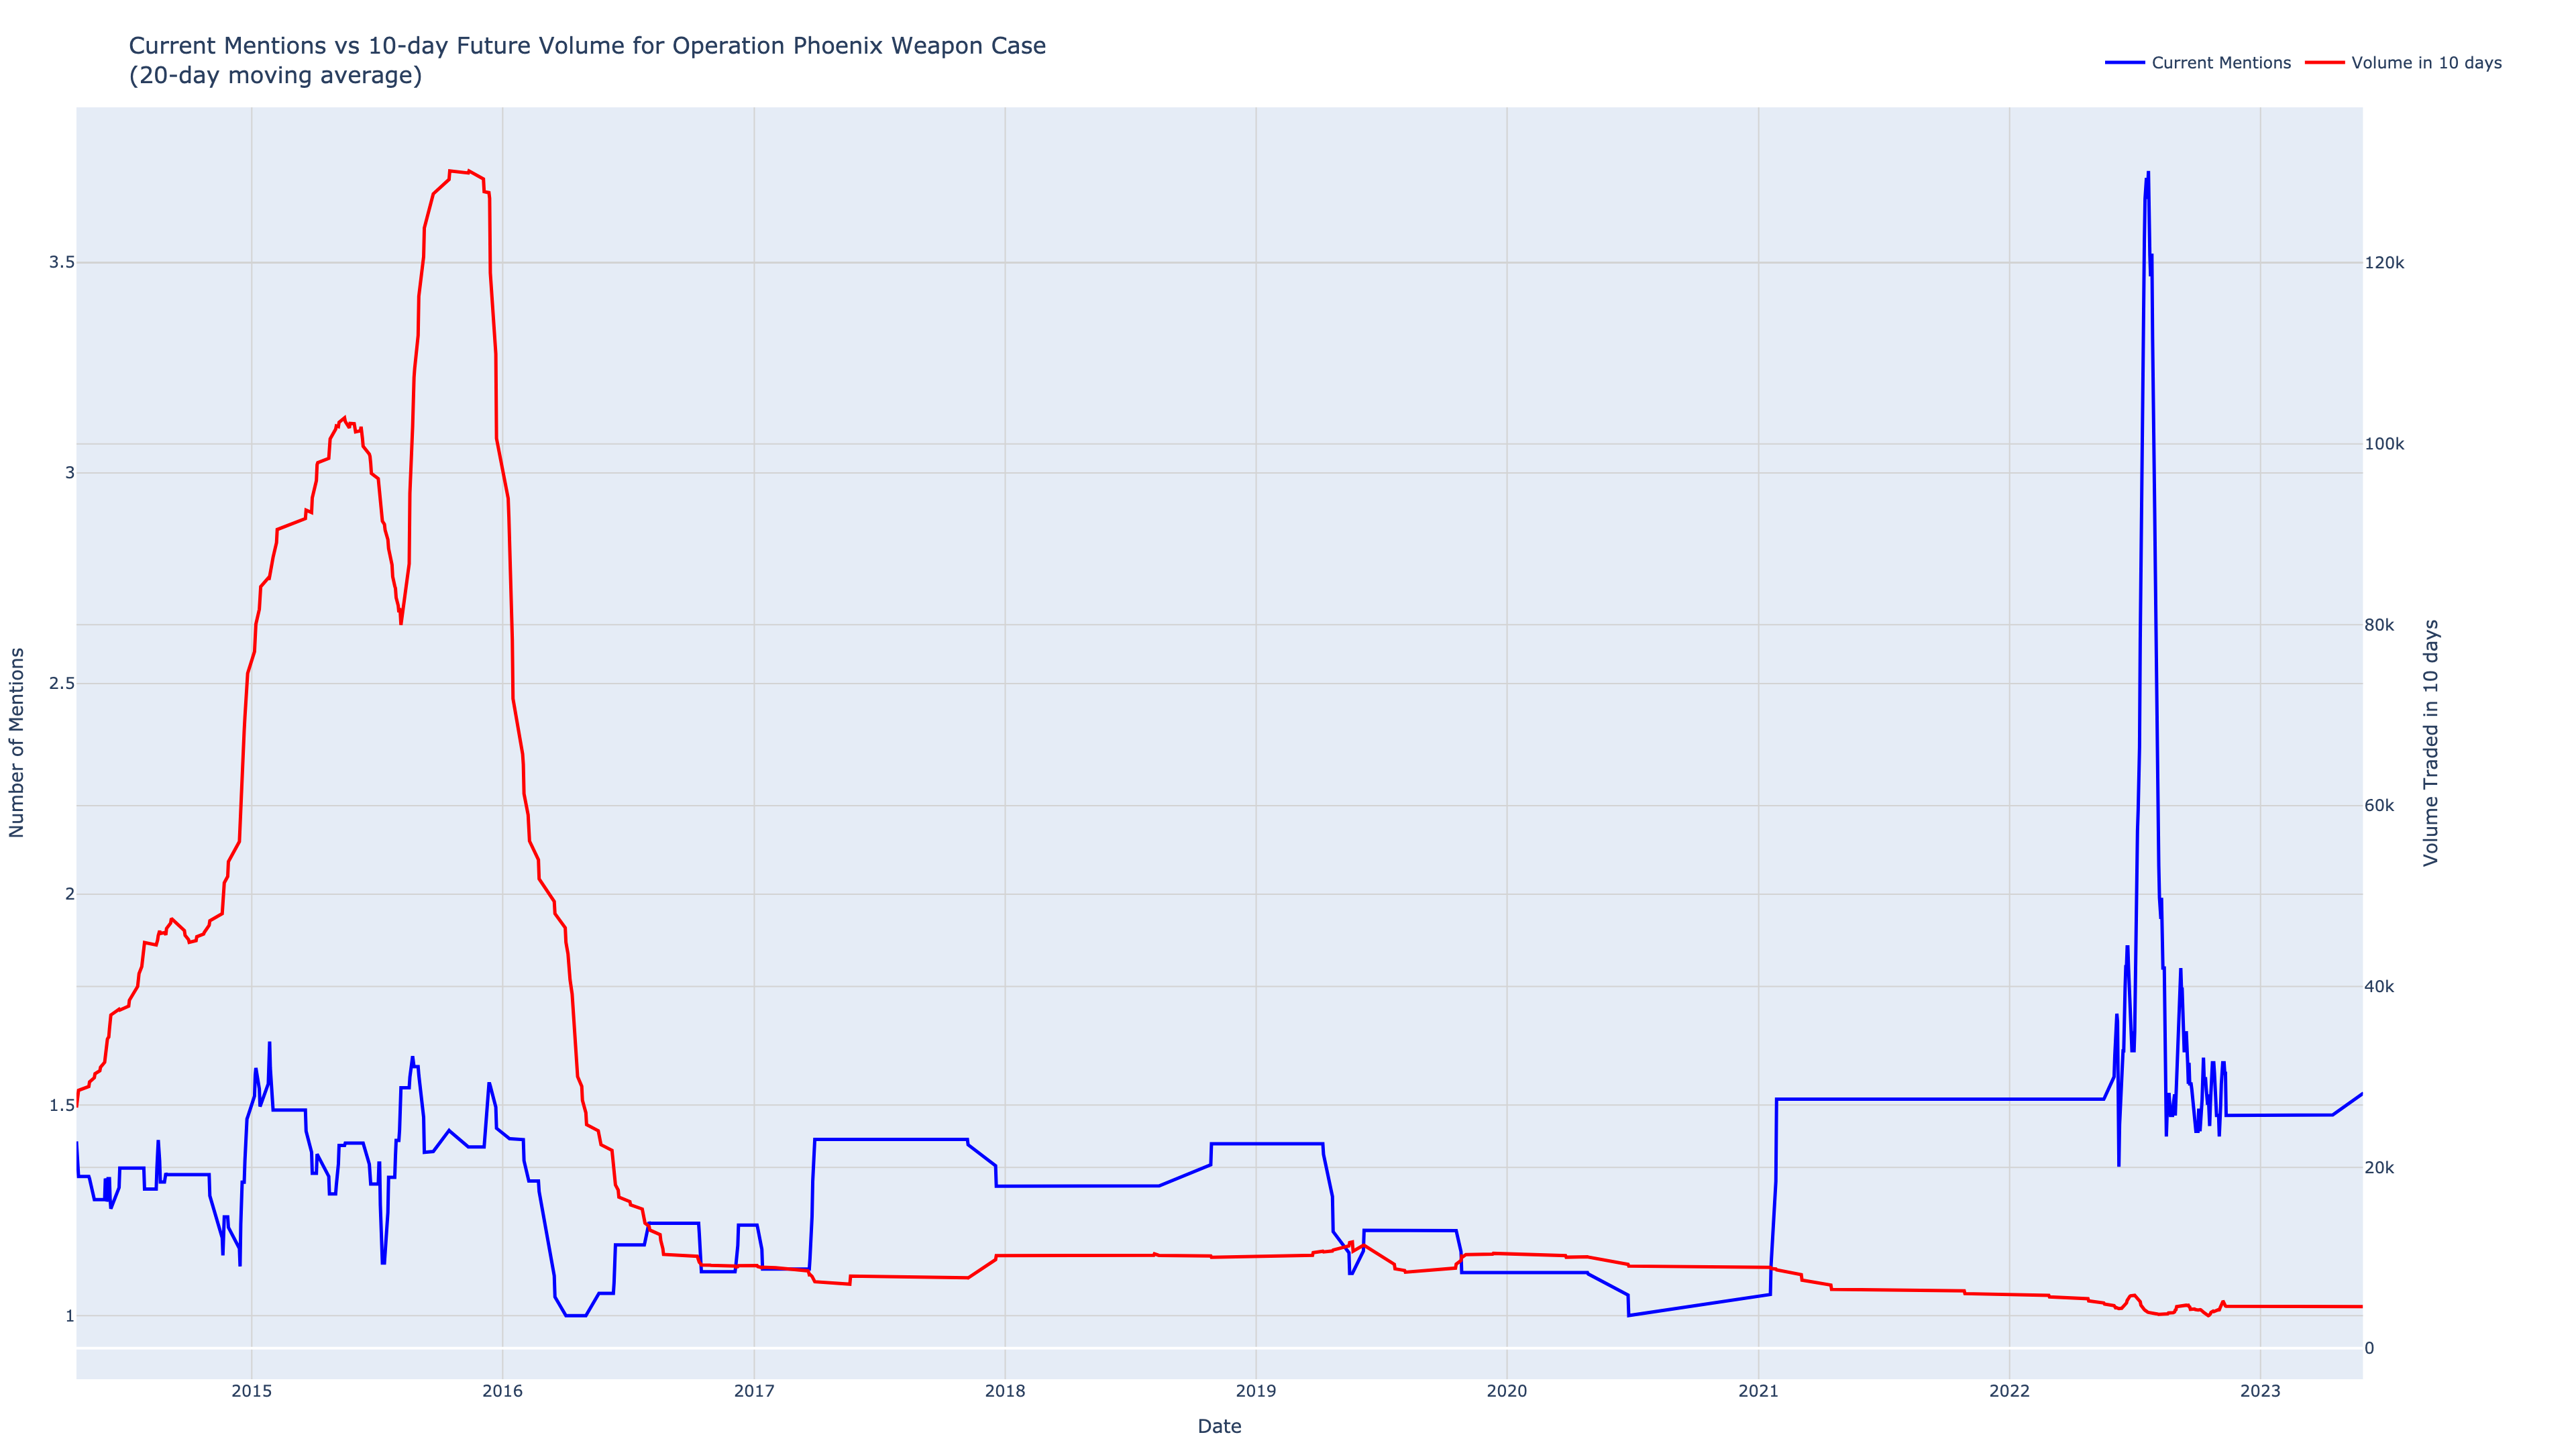 Current Mentions vs 10-day Future Volume for Operation Phoenix Weapon Case
(20-day moving average)
Current Mentions
Volume in 10 days
Number of Mentions
3.5
3
2.5
2
1.5
1
120k
100k
80k
60k
40k
20k
0
Volume Traded in 10 days
2015
2016
2017
2018
2019
2020
2021
2022
2023
Date